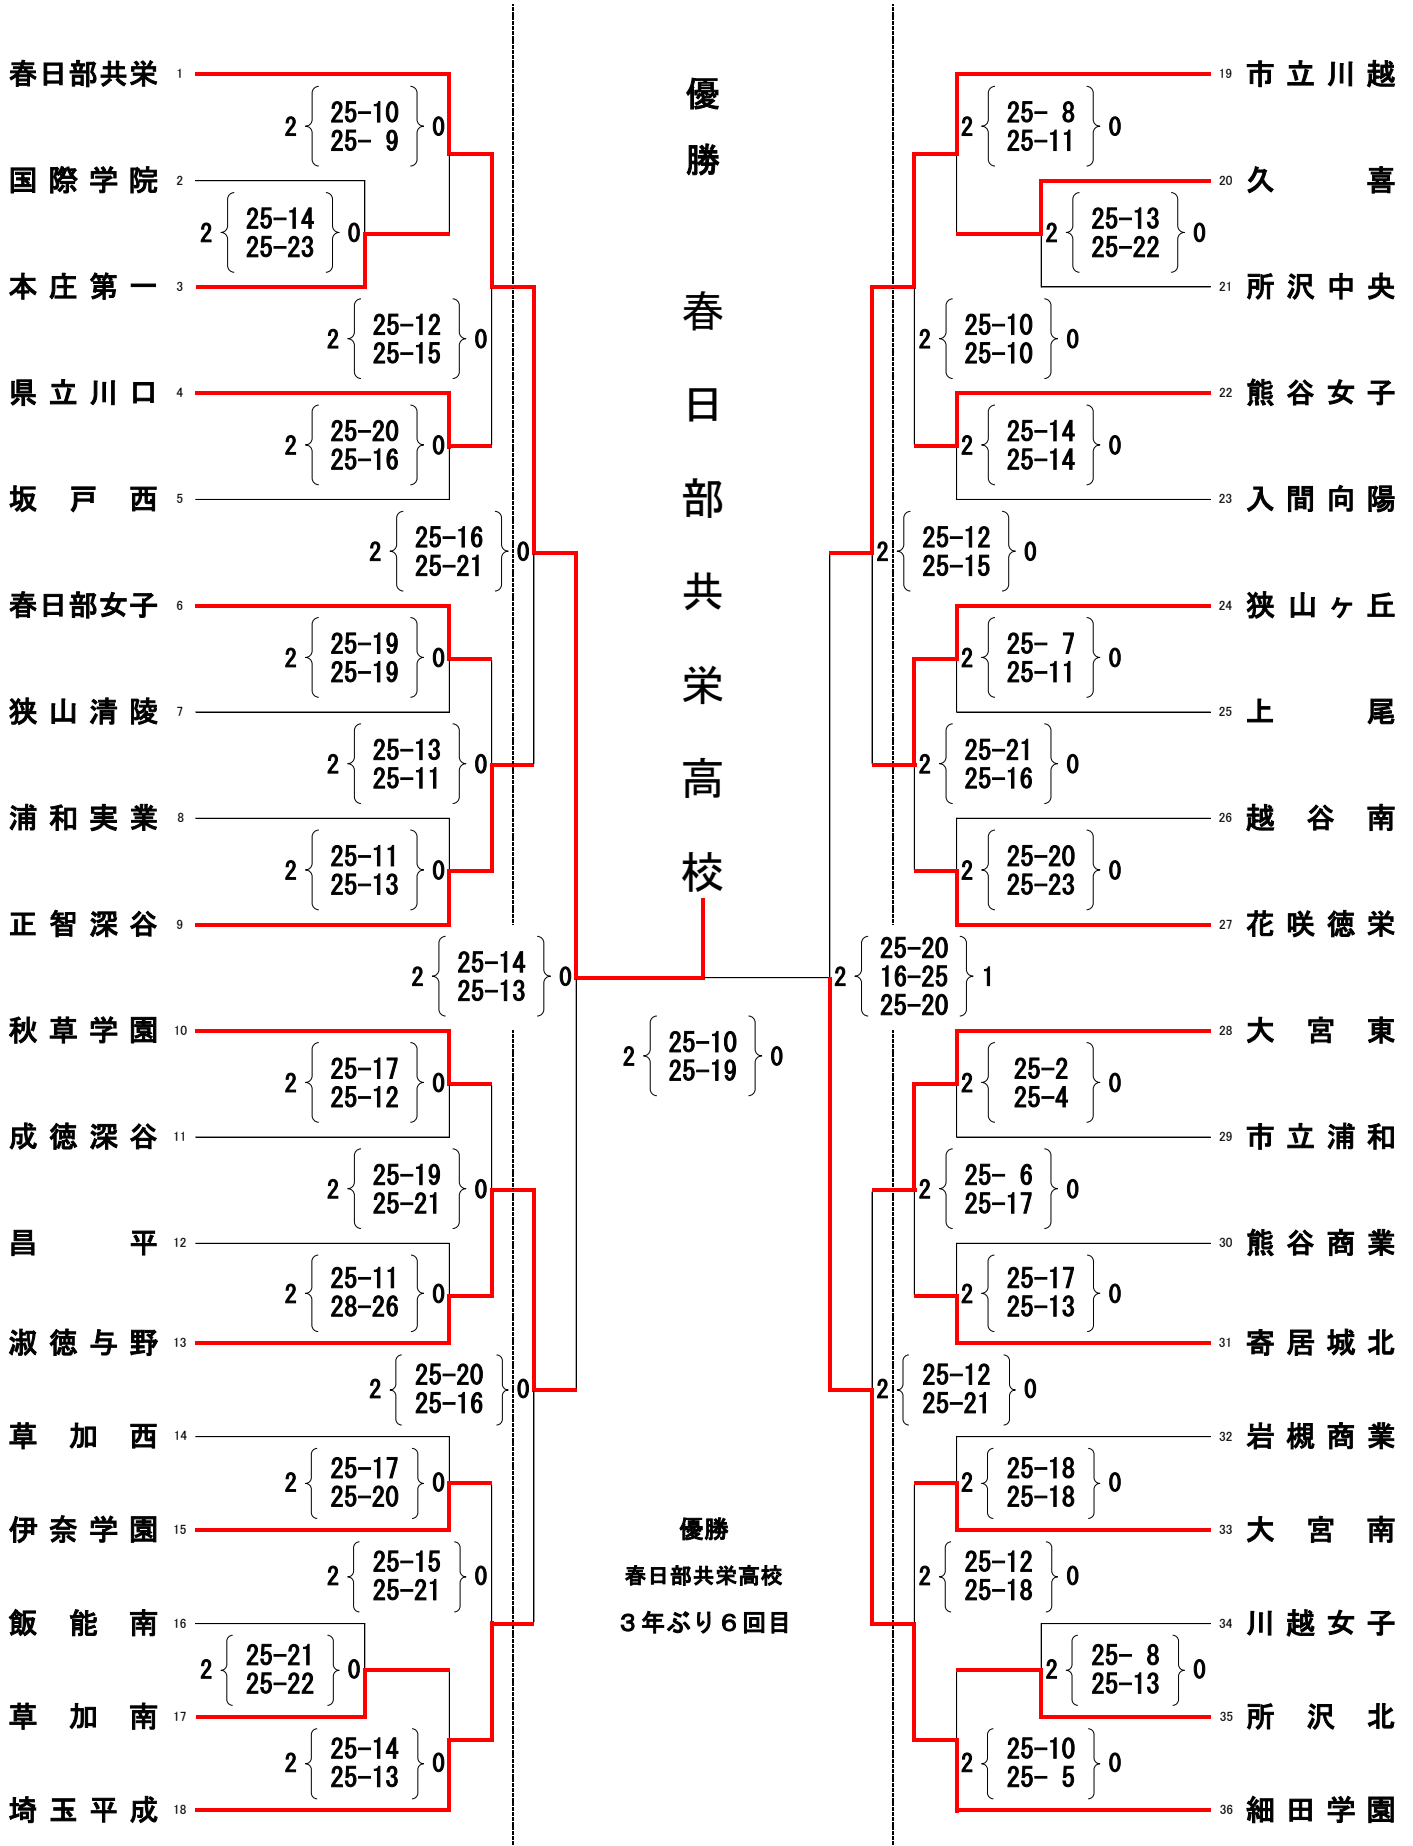 春日部共栄 1
2 25-10 0
25- 9
国際学院 2
2 25-14 0
25-23
本庄第一 3
2 25-12 0
25-15
県立川口 4
2 25-20 0
25-16
坂戸西 5
2 25-16 0
25-21
春日部女子 6
2 25-19 0
25-19
狭山清陵 7
2 25-13 0
25-11
浦和実業 8
2 25-11 0
25-13
正智深谷 9
2 25-14 0
25-13
秋草学園 10
2 25-17 0
25-12
成徳深谷 11
2 25-19 0
25-21
昌平 12
2 25-11 0
28-26
淑徳与野 13
2 25-20 0
25-16
草加西 14
2 25-17 0
25-20
伊奈学園 15
2 25-15 0
25-21
飯能南 16
2 25-21 0
25-22
草加南 17
2 25-14 0
25-13
埼玉平成 18
優勝
春日部共栄高校
2 25-10 0
25-19
優勝
春日部共栄高校
3年ぶり6回目
19 市立川越
2 25- 8 0
25-11
20 久喜
2 25-13 0
25-22
21 所沢中央
2 25-10 0
25-10
22 熊谷女子
2 25-14 0
25-14
23 入間向陽
2 25-12 0
25-15
24 狭山ヶ丘
2 25- 7 0
25-11
25 上尾
2 25-21 0
25-16
26 越谷南
2 25-20 0
25-23
27 花咲徳栄
25-20
2 16-25 1
25-20
28 大宮東
2 25-2 0
25-4
29 市立浦和
2 25- 6 0
25-17
30 熊谷商業
2 25-17 0
25-13
31 寄居城北
2 25-12 0
25-21
32 岩槻商業
2 25-18 0
25-18
33 大宮南
2 25-12 0
25-18
34 川越女子
2 25- 8 0
25-13
35 所沢北
2 25-10 0
25- 5
36 細田学園